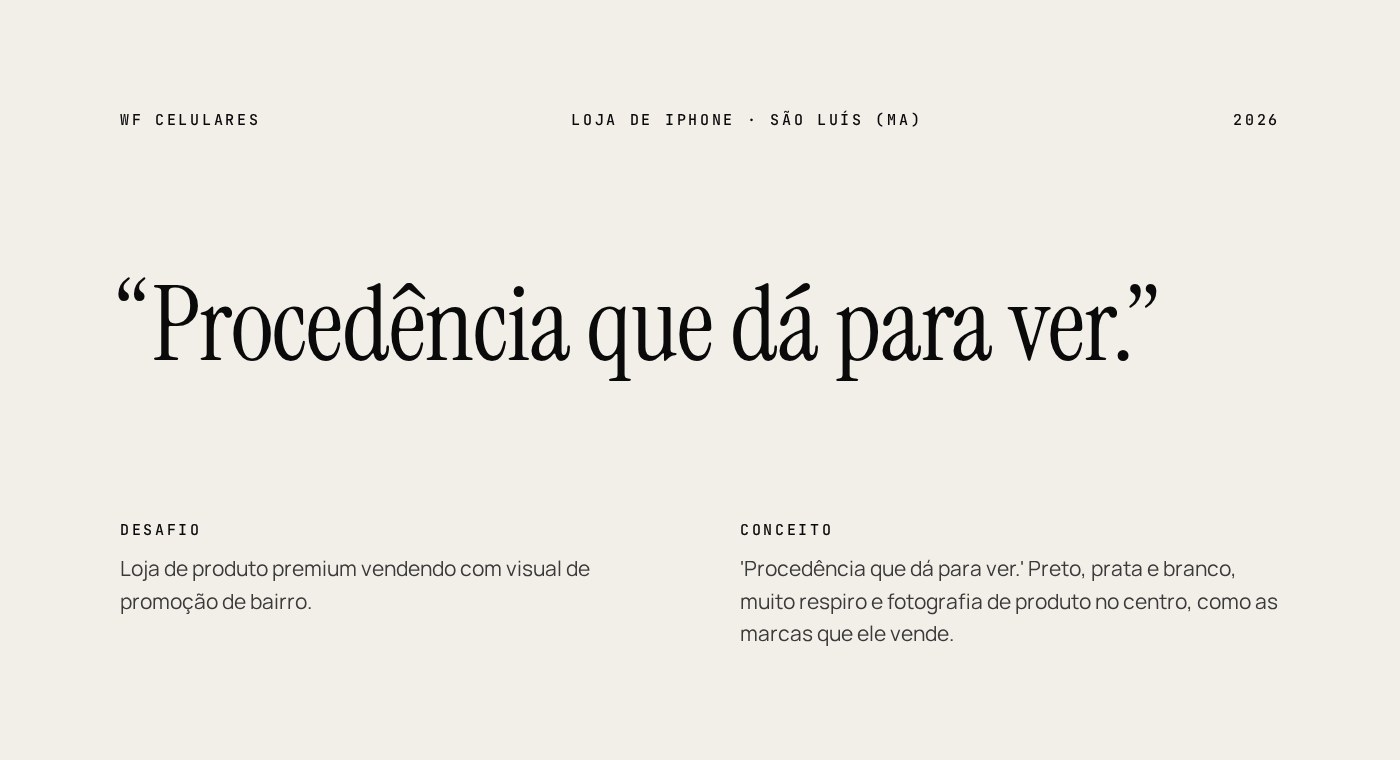 WF CELULARES
LOJA DE IPHONE · SÃO LUÍS (MA)
2026
“Procedência que dá para ver.”
DESAFIO
Loja de produto premium vendendo com visual de
promoção de bairro.
CONCEITO
'Procedência que dá para ver.' Preto, prata e branco,
muito respiro e fotografia de produto no centro, como as
marcas que ele vende.